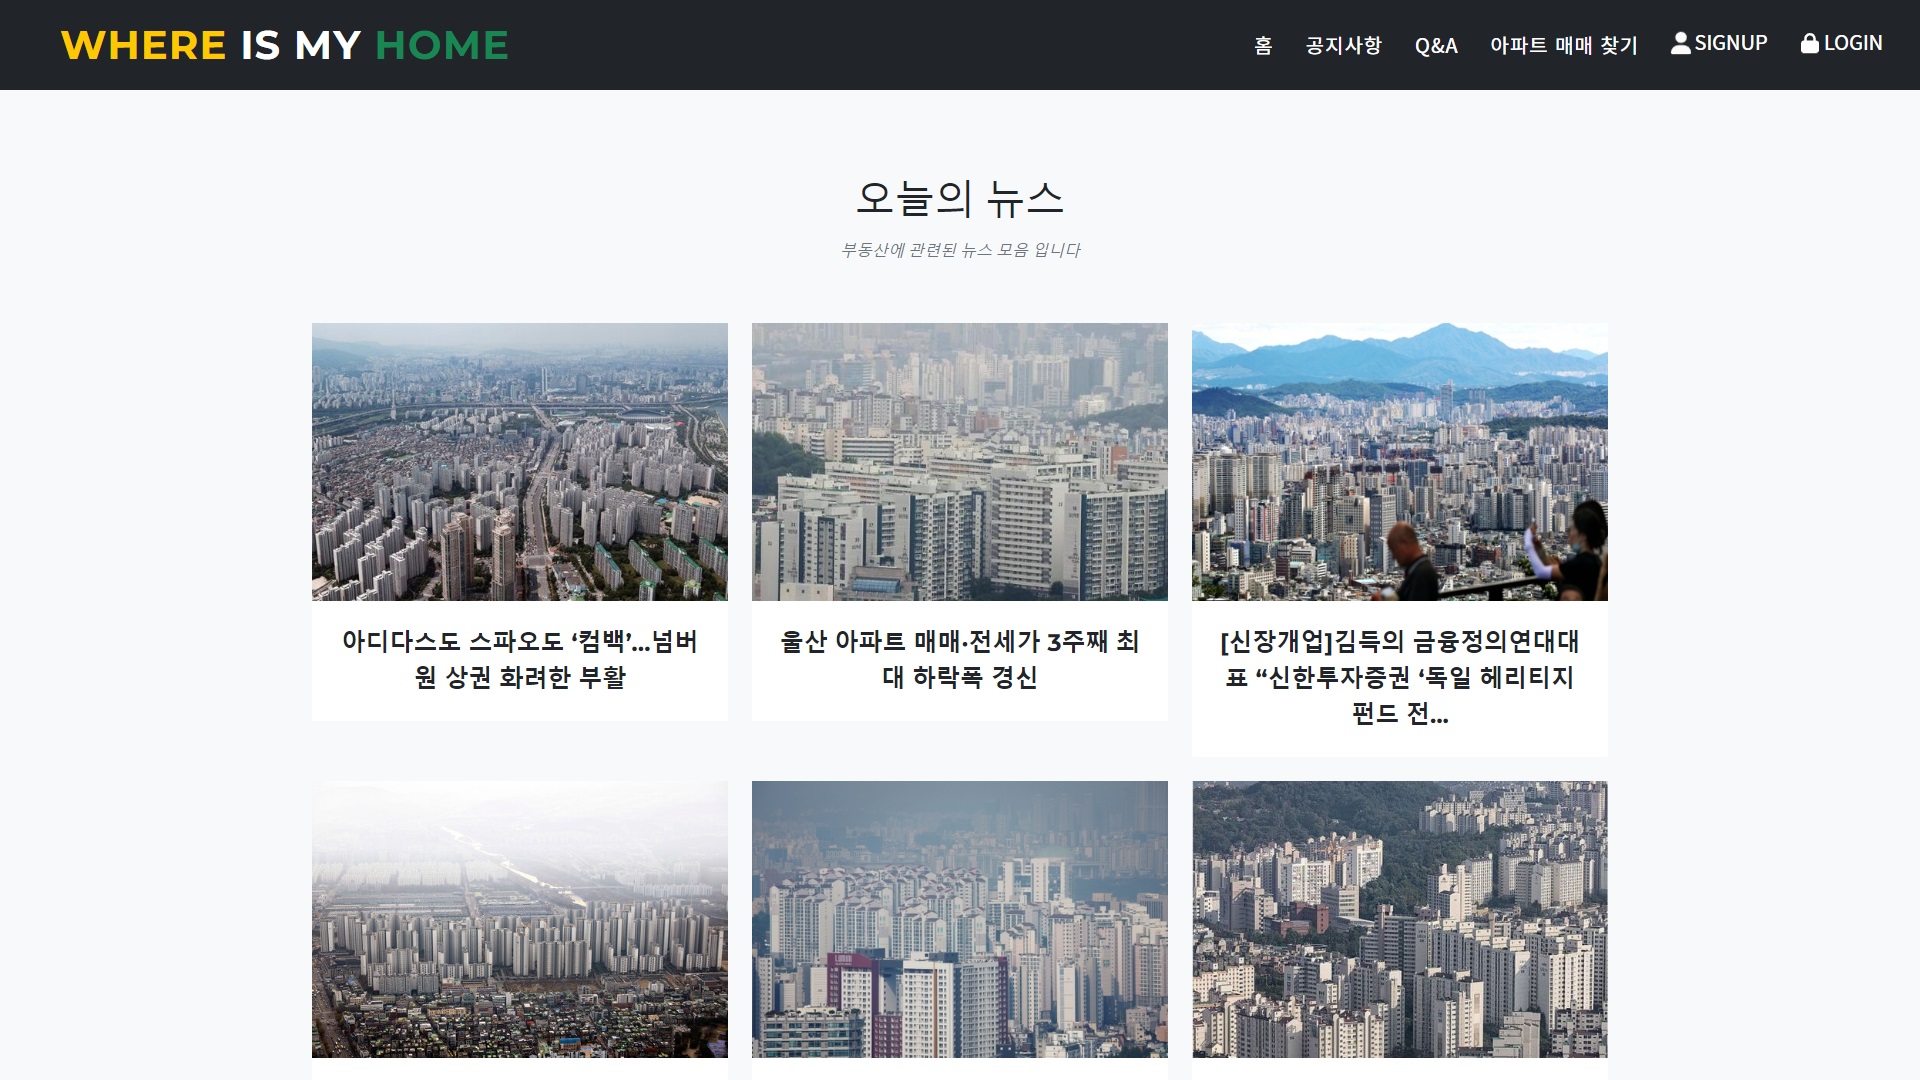 WHERE IS MY HOME
홈 공지사항 Q&A 아파트 매매 찾기 SIGNUP LOGIN
오늘의 뉴스
부동산에 관련된 뉴스 모음 입니다
아디다스도 스파오도 ‘컴백’…넘버
원 상권 화려한 부활
울산 아파트 매매·전세가 3주째 최
대 하락폭 경신
[신장개업]김득의 금융정의연대대
표 “신한투자증권 ‘독일 헤리티지
펀드 전...